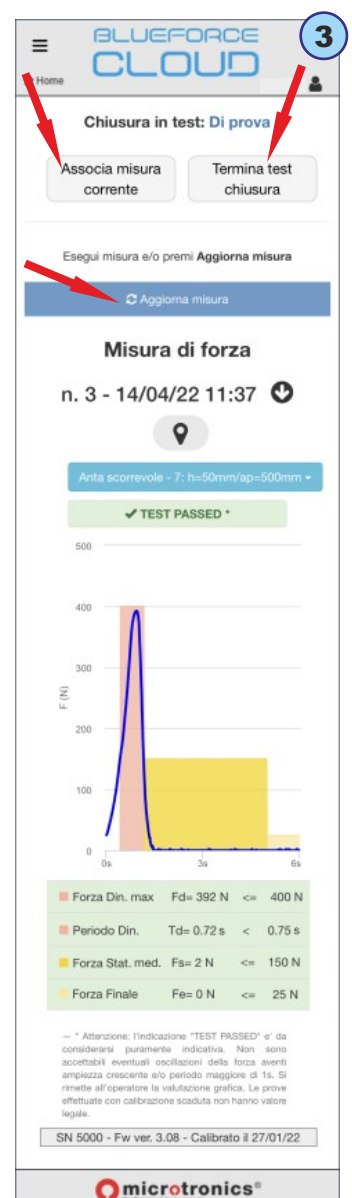 BLUEFORCE
CLOUD
3
Home
Chiusura in test: Di prova
Associa misura
corrente
Termina test
chiusura
Esegui misura e/o premi Aggiorna misura
Aggiorna misura
Misura di forza
n. 3 - 14/04/22 11:37
Anta scorrevole - 7: h=50mm/ap=500mm
TEST PASSED *
500
400
300
200
100
0
F (N)
0s
3s
6s
Forza Din. max Fd= 392 N <= 400 N
Periodo Din. Td= 0.72 s < 0.75 s
Forza Stat. med. Fs= 2 N <= 150 N
Forza Finale Fe= 0 N <= 25 N
— * Attenzione: l'indicazione "TEST PASSED" e' da
considerarsi puramente indicativa. Non sono
accettabili eventuali oscillazioni della forza aventi
ampiezza crescente e/o periodo maggiore di 1s. Si
rimette all'operatore la valutazione grafica. Le prove
effettuate con calibrazione scaduta non hanno valore
legale.
SN 5000 - Fw ver. 3.08 - Calibrato il 27/01/22
microtronics®